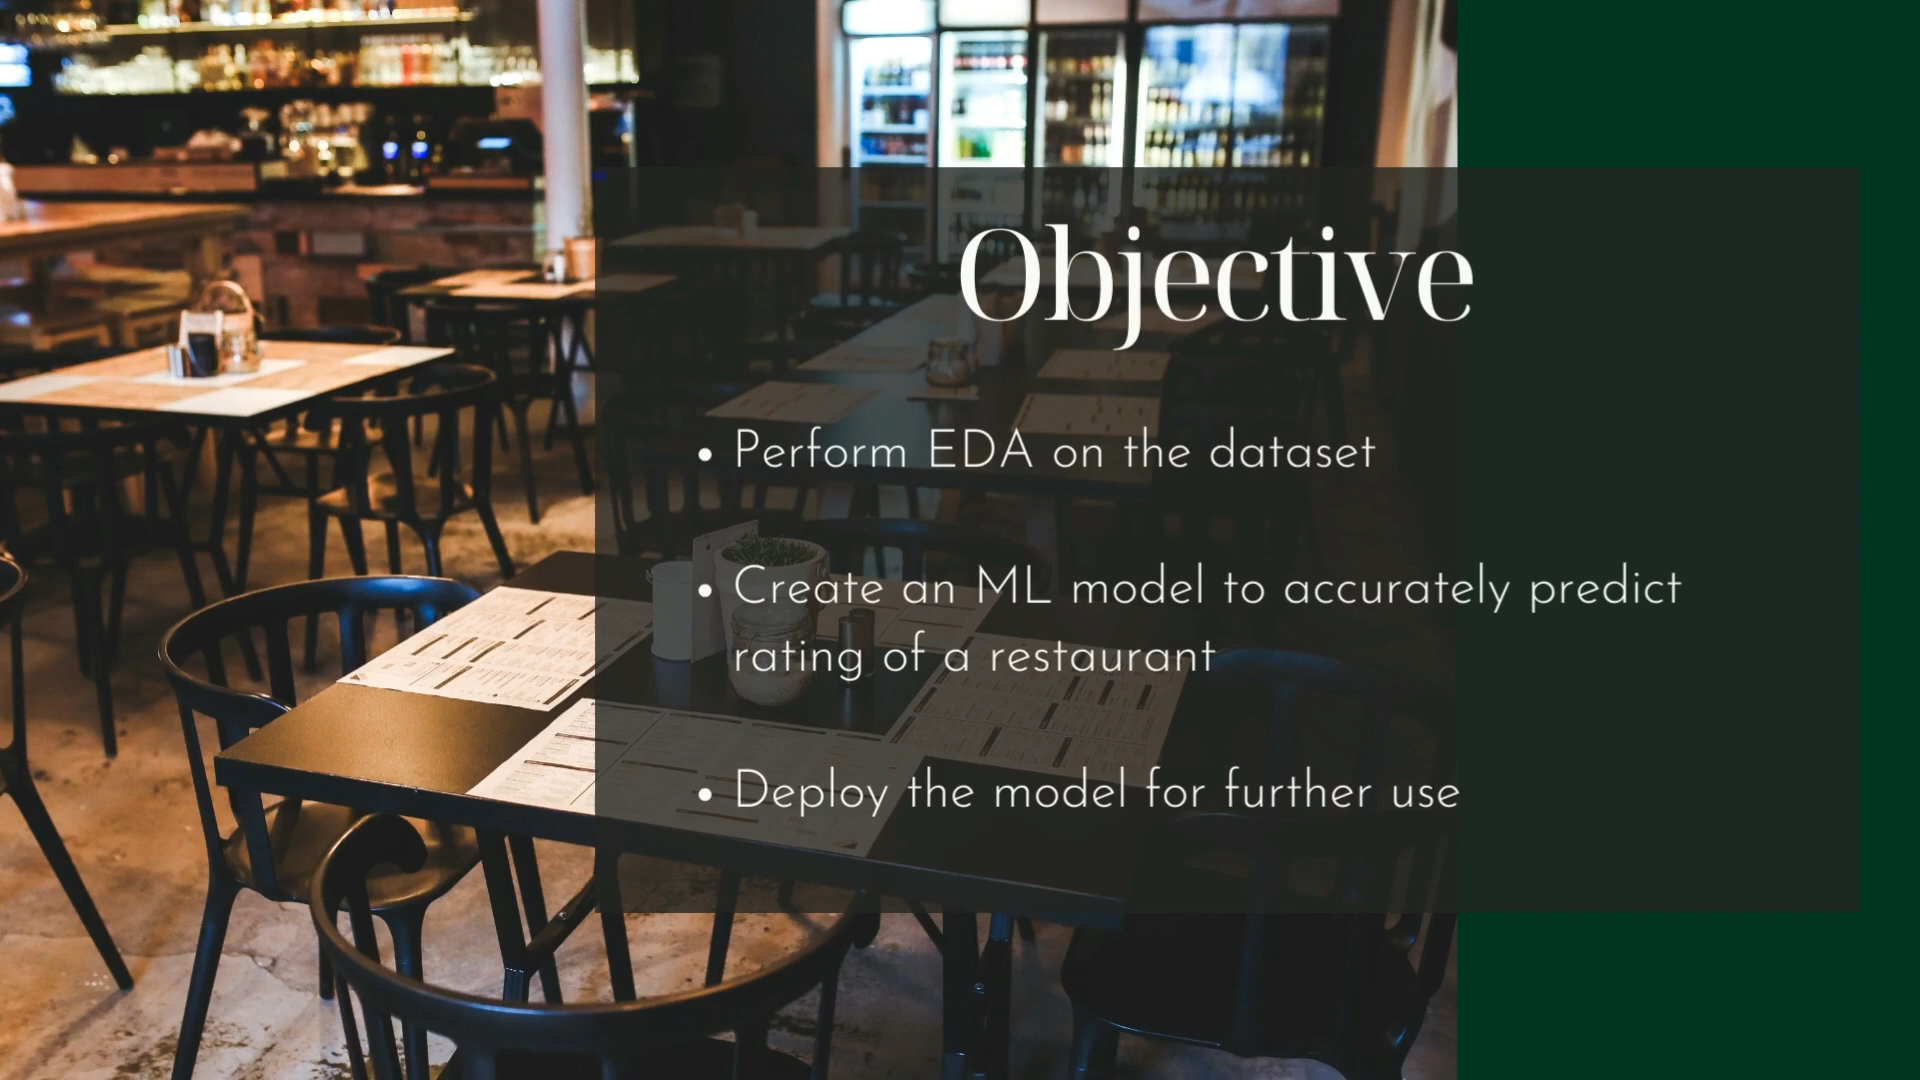 Objective
• Perform EDA on the dataset
• Create an ML model to accurately predict
rating of a restaurant
• Deploy the model for further use